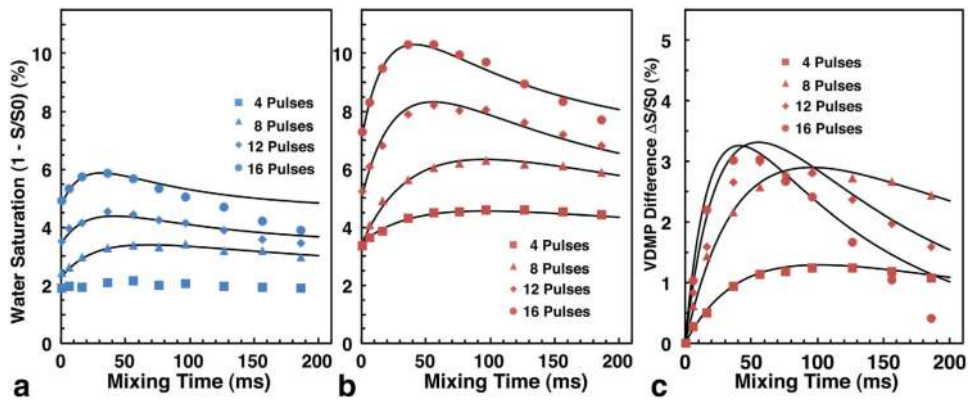 Water Saturation (1 - S/S0) (%)
10
8
6
4
2
0
4 Pulses
8 Pulses
12 Pulses
16 Pulses
0 50 100 150 200
Mixing Time (ms)
a
10
8
6
4
2
0
4 Pulses
8 Pulses
12 Pulses
16 Pulses
0 50 100 150 200
Mixing Time (ms)
b
VDMP Difference ΔS/S0 (%)
5
4
3
2
1
0
4 Pulses
8 Pulses
12 Pulses
16 Pulses
0 50 100 150 200
Mixing Time (ms)
c